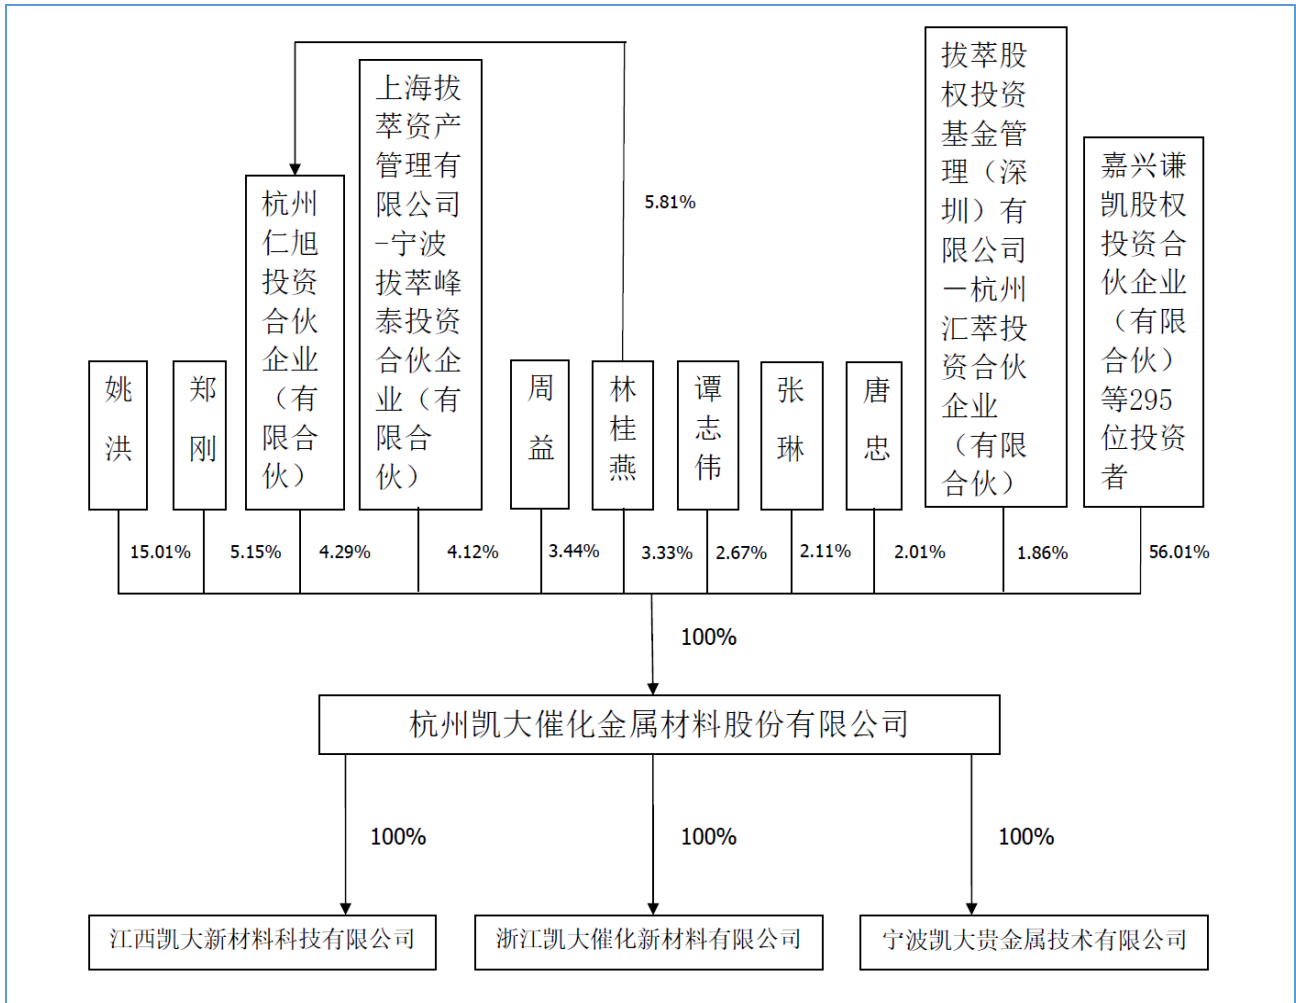 姚
洪
郑
刚
杭州
仁旭
投资
合伙
企业
（有
限合
伙）
上海拔
萃资产
管理有
限公司
-宁波
拔萃峰
泰投资
合伙企
业（有
限合
伙）
周
益
林
桂
燕
5.81%
谭
志
伟
张
琳
唐
忠
拔萃股
权投资
基金管
理（深
圳）有
限公司
－杭州
汇萃投
资合伙
企业
（有限
合伙）
嘉兴谦
凯股权
投资合
伙企业
（有限
合伙）
等295
位投资
者
15.01%
5.15%
4.29%
4.12%
3.44%
3.33%
2.67%
2.11%
2.01%
1.86%
56.01%
100%
杭州凯大催化金属材料股份有限公司
100%
100%
100%
江西凯大新材料科技有限公司
浙江凯大催化新材料有限公司
宁波凯大贵金属技术有限公司